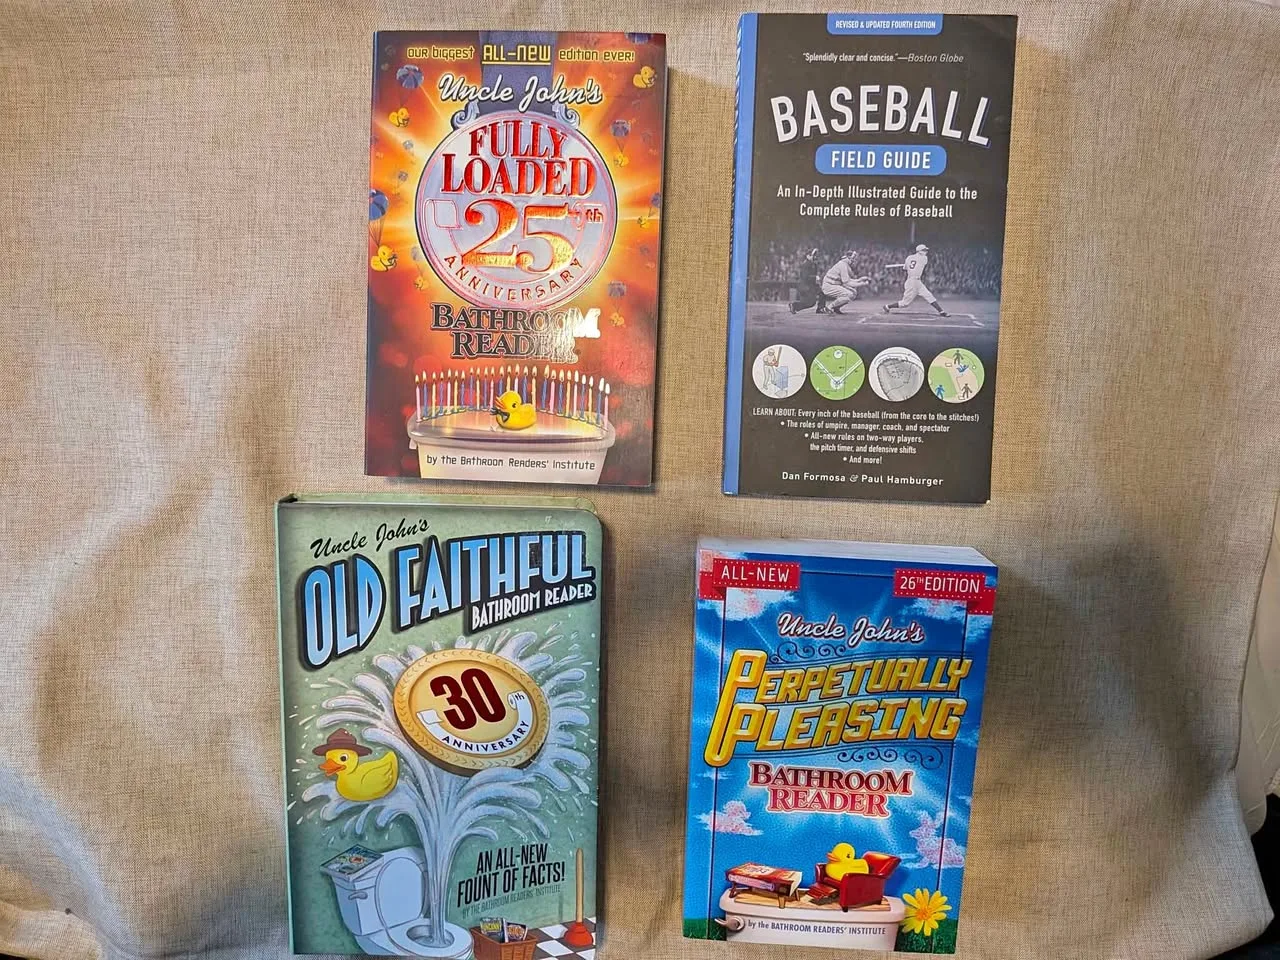 OUR BIGGEST ALL-NEW EDITION EVER!
Uncle John's
FULLY
LOADED
25th
ANNIVERSARY
BATHROOM
READER
by the BATHROOM READERS' INSTITUTE
REVISED & UPDATED FOURTH EDITION
"Splendidly clear and concise."—Boston Globe
BASEBALL
FIELD GUIDE
An In-Depth Illustrated Guide to the
Complete Rules of Baseball
3
LEARN ABOUT: Every inch of the baseball (from the core to the stitches!)
• The roles of umpire, manager, coach, and spectator
• All-new rules on two-way players,
the pitch timer, and defensive shifts
• And more!
Dan Formosa & Paul Hamburger
Uncle John's
OLD FAITHFUL
BATHROOM READER
30th
ANNIVERSARY
AN ALL-NEW
FOUNT OF FACTS!
BY THE BATHROOM READERS' INSTITUTE
ALL-NEW
26TH EDITION
Uncle John's
PERPETUALLY
PLEASING
BATHROOM
READER
by the BATHROOM READERS' INSTITUTE